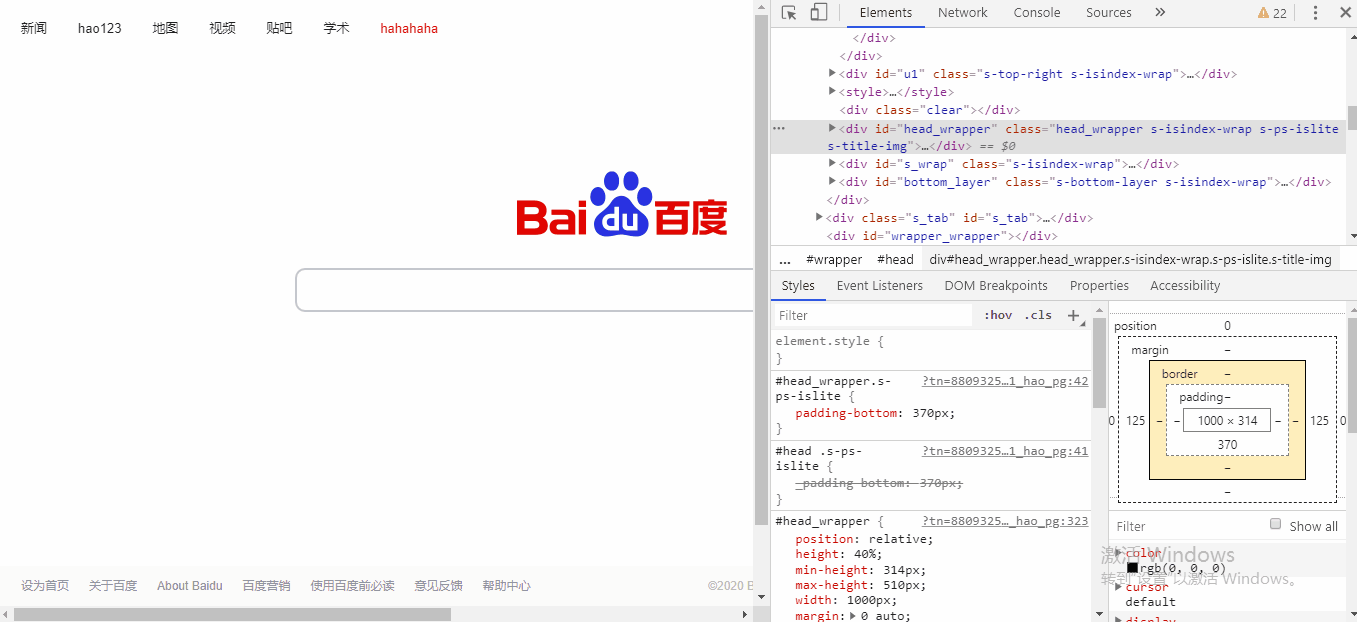 新闻 hao123 地图 视频 贴吧 学术 hahahaha
Bai du 百度
设为首页 关于百度 About Baidu 百度营销 使用百度前必读 意见反馈 帮助中心 ©2020 B
Elements Network Console Sources » 22
</div>
</div>
<div id="u1" class="s-top-right s-isindex-wrap">…</div>
<style>…</style>
<div class="clear"></div>
<div id="head_wrapper" class="head_wrapper s-isindex-wrap s-ps-islite
s-title-img">…</div> == $0
<div id="s_wrap" class="s-isindex-wrap">…</div>
<div id="bottom_layer" class="s-bottom-layer s-isindex-wrap">…</div>
</div>
<div class="s_tab" id="s_tab">…</div>
<div id="wrapper_wrapper"></div>
... #wrapper #head div#head_wrapper.head_wrapper.s-isindex-wrap.s-ps-islite.s-title-img
Styles Event Listeners DOM Breakpoints Properties Accessibility
Filter :hov .cls +
element.style {
}
#head_wrapper.s- ?tn=8809325…1_hao_pg:42
ps-islite {
padding-bottom: 370px;
}
#head .s-ps- ?tn=8809325…1_hao_pg:41
islite {
_padding-bottom: 370px;
}
#head_wrapper { ?tn=8809325…_hao_pg:323
position: relative;
height: 40%;
min-height: 314px;
max-height: 510px;
width: 1000px;
margin: 0 auto;
position 0
margin –
border –
padding –
0 125 – – 1000 × 314 – – 125 0
370
–
–
Filter Show all
color
rgb(0, 0, 0)
cursor
default
display
激活 Windows
转到"设置"以激活 Windows。